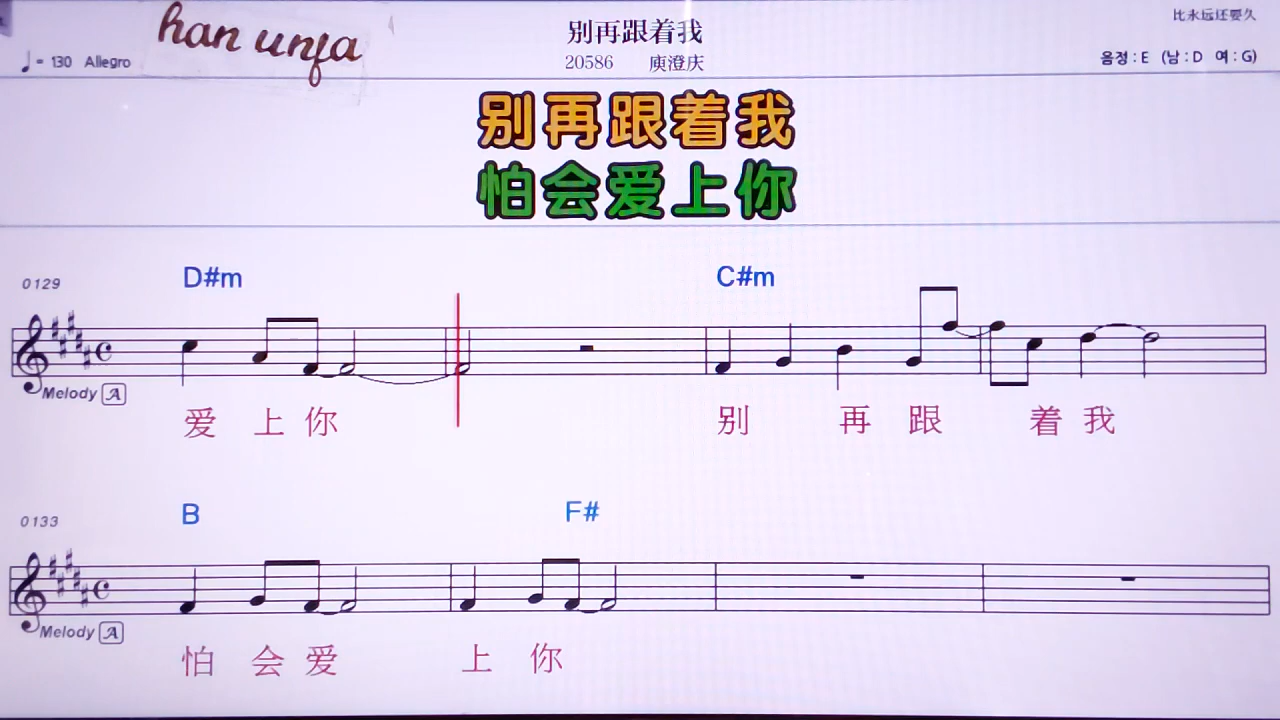 han unfa
别再跟着我
比永远还要久
♩= 130 Allegro
20586 庾澄庆
음정 : E (남 : D 여 : G)
别再跟着我
怕会爱上你
0129
D#m C#m
Melody A
爱 上 你 别 再 跟 着 我
0133
B F#
Melody A
怕 会 爱 上 你